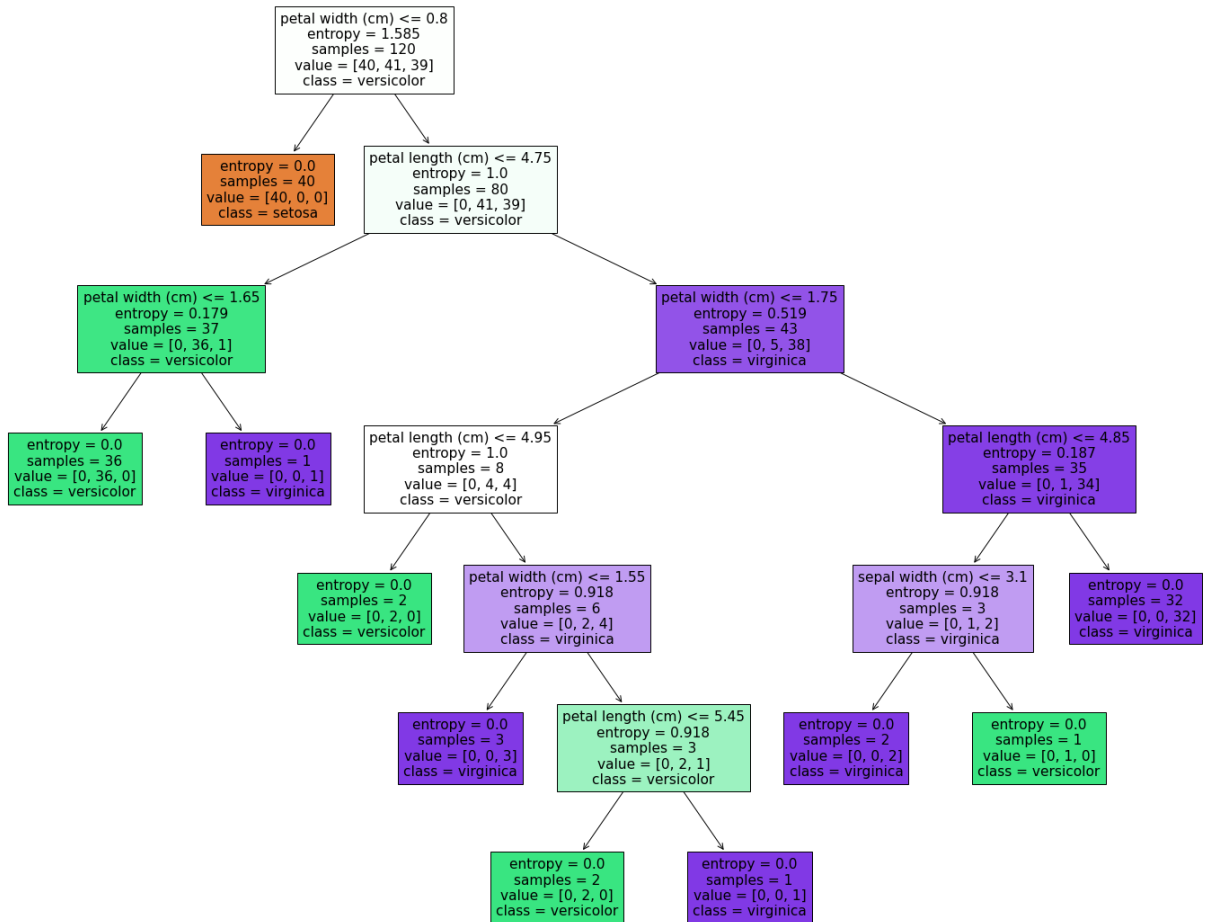 petal width (cm) <= 0.8
entropy = 1.585
samples = 120
value = [40, 41, 39]
class = versicolor
entropy = 0.0
samples = 40
value = [40, 0, 0]
class = setosa
petal length (cm) <= 4.75
entropy = 1.0
samples = 80
value = [0, 41, 39]
class = versicolor
petal width (cm) <= 1.65
entropy = 0.179
samples = 37
value = [0, 36, 1]
class = versicolor
petal width (cm) <= 1.75
entropy = 0.519
samples = 43
value = [0, 5, 38]
class = virginica
entropy = 0.0
samples = 36
value = [0, 36, 0]
class = versicolor
entropy = 0.0
samples = 1
value = [0, 0, 1]
class = virginica
petal length (cm) <= 4.95
entropy = 1.0
samples = 8
value = [0, 4, 4]
class = versicolor
petal length (cm) <= 4.85
entropy = 0.187
samples = 35
value = [0, 1, 34]
class = virginica
entropy = 0.0
samples = 2
value = [0, 2, 0]
class = versicolor
petal width (cm) <= 1.55
entropy = 0.918
samples = 6
value = [0, 2, 4]
class = virginica
sepal width (cm) <= 3.1
entropy = 0.918
samples = 3
value = [0, 1, 2]
class = virginica
entropy = 0.0
samples = 32
value = [0, 0, 32]
class = virginica
entropy = 0.0
samples = 3
value = [0, 0, 3]
class = virginica
petal length (cm) <= 5.45
entropy = 0.918
samples = 3
value = [0, 2, 1]
class = versicolor
entropy = 0.0
samples = 2
value = [0, 0, 2]
class = virginica
entropy = 0.0
samples = 1
value = [0, 1, 0]
class = versicolor
entropy = 0.0
samples = 2
value = [0, 2, 0]
class = versicolor
entropy = 0.0
samples = 1
value = [0, 0, 1]
class = virginica